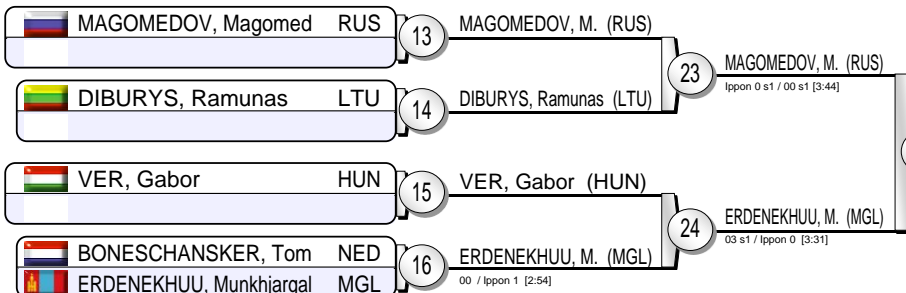 MAGOMEDOV, Magomed RUS
13
MAGOMEDOV, M. (RUS)
23
MAGOMEDOV, M. (RUS)
Ippon 0 s1 / 00 s1 [3:44]
DIBURYS, Ramunas LTU
14
DIBURYS, Ramunas (LTU)
VER, Gabor HUN
15
VER, Gabor (HUN)
24
ERDENEKHUU, M. (MGL)
03 s1 / Ippon 0 [3:31]
BONESCHANSKER, Tom NED
16
ERDENEKHUU, M. (MGL)
00 / Ippon 1 [2:54]
ERDENEKHUU, Munkhjargal MGL